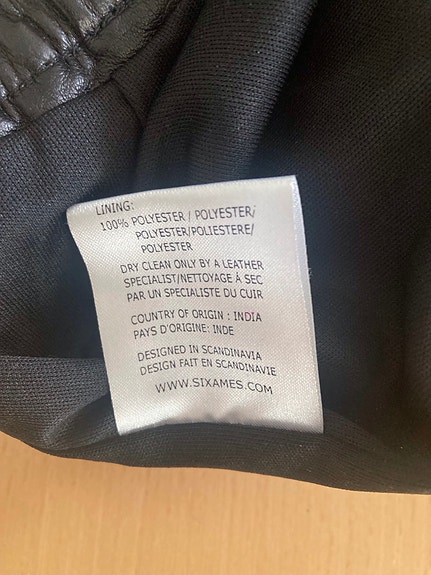 LINING:
100% POLYESTER / POLYESTER/
POLYESTER/POLIESTERE/
POLYESTER
DRY CLEAN ONLY BY A LEATHER
SPECIALIST/NETTOYAGE À SEC
PAR UN SPECIALISTE DU CUIR
COUNTRY OF ORIGIN : INDIA
PAYS D'ORIGINE: INDE
DESIGNED IN SCANDINAVIA
DESIGN FAIT EN SCANDINAVIE
WWW.SIXAMES.COM